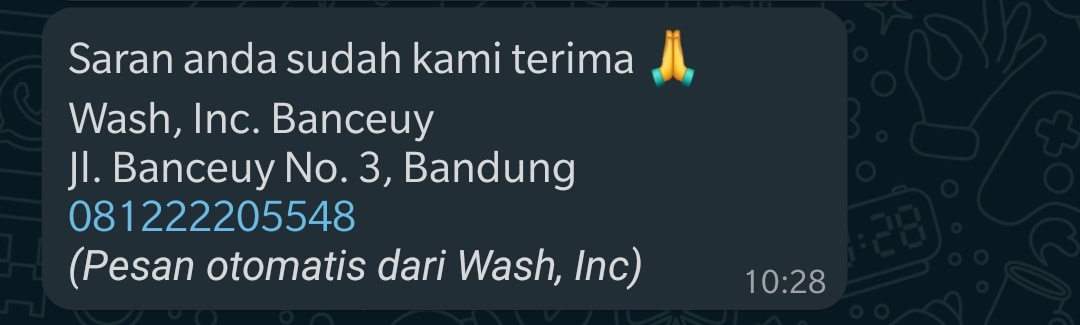 Saran anda sudah kami terima 🙏
Wash, Inc. Banceuy
Jl. Banceuy No. 3, Bandung
081222205548
(Pesan otomatis dari Wash, Inc)
10:28